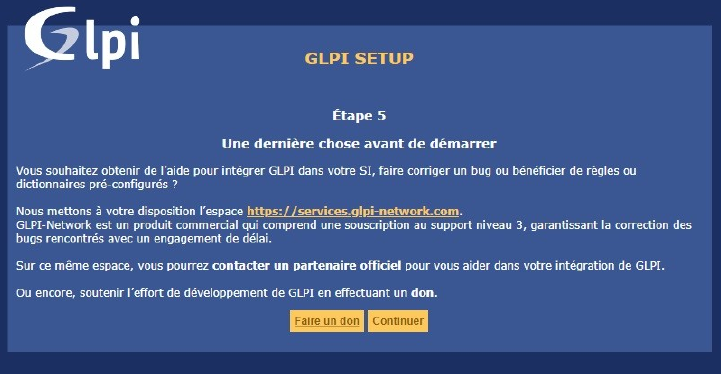 Glpi
GLPI SETUP
Étape 5
Une dernière chose avant de démarrer
Vous souhaitez obtenir de l'aide pour intégrer GLPI dans votre SI, faire corriger un bug ou bénéficier de règles ou
dictionnaires pré-configurés ?
Nous mettons à votre disposition l'espace https://services.glpi-network.com.
GLPI-Network est un produit commercial qui comprend une souscription au support niveau 3, garantissant la correction des
bugs rencontrés avec un engagement de délai.
Sur ce même espace, vous pourrez contacter un partenaire officiel pour vous aider dans votre intégration de GLPI.
Ou encore, soutenir l'effort de développement de GLPI en effectuant un don.
Faire un don Continuer